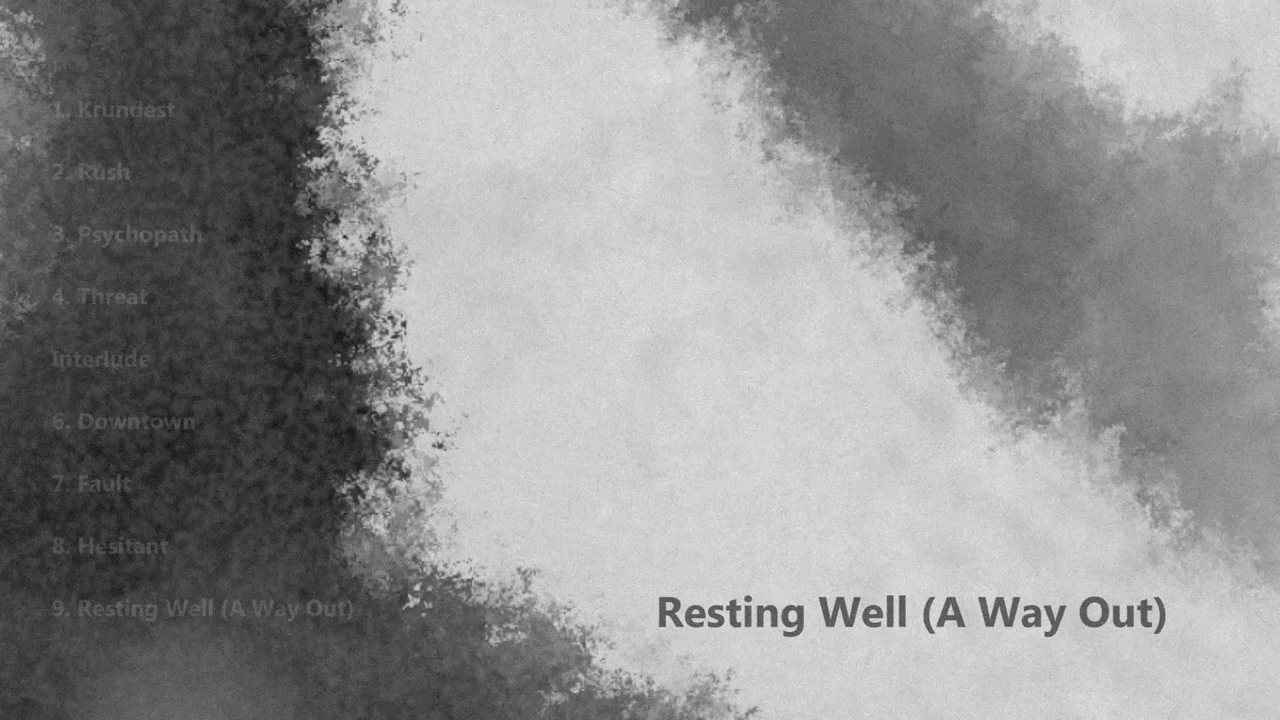 1. Krundest
2. Rush
3. Psychopath
4. Threat
Interlude
6. Downtown
7. Fault
8. Hesitant
9. Resting Well (A Way Out)
Resting Well (A Way Out)